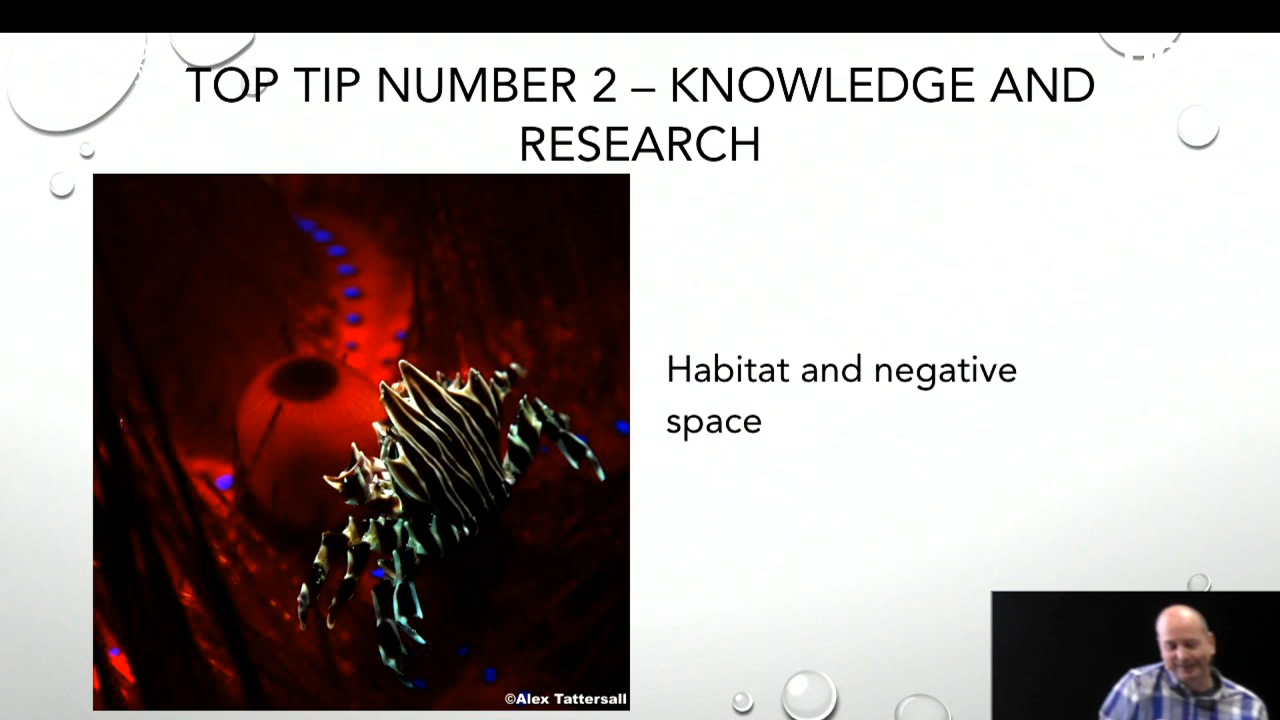 TOP TIP NUMBER 2 – KNOWLEDGE AND
RESEARCH
Habitat and negative
space
©Alex Tattersall